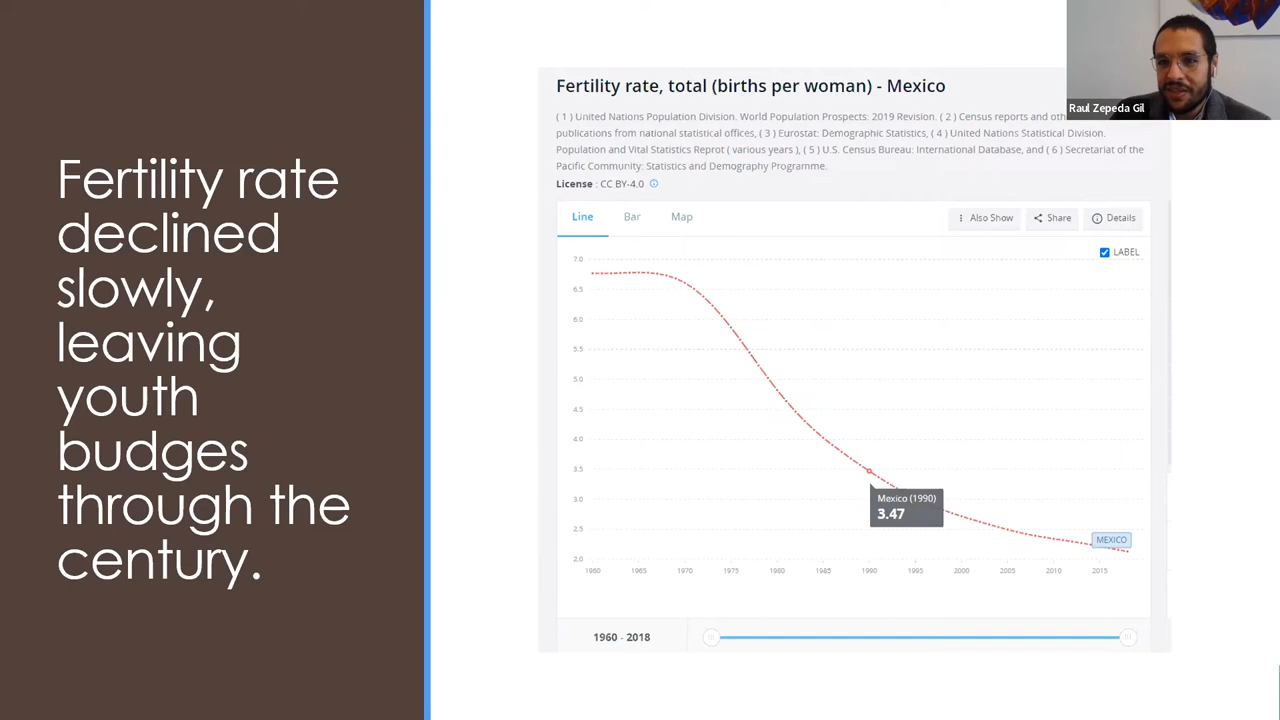 Fertility rate
declined
slowly,
leaving
youth
budges
through the
century.
Fertility rate, total (births per woman) - Mexico
( 1 ) United Nations Population Division. World Population Prospects: 2019 Revision. ( 2 ) Census reports and oth
publications from national statistical offices, ( 3 ) Eurostat: Demographic Statistics, ( 4 ) United Nations Statistical Division.
Population and Vital Statistics Reprot ( various years ), ( 5 ) U.S. Census Bureau: International Database, and ( 6 ) Secretariat of the
Pacific Community: Statistics and Demography Programme.
License : CC BY-4.0
Line Bar Map Also Show Share Details
LABEL
7.0
6.5
6.0
5.5
5.0
4.5
4.0
3.5
3.0
2.5
2.0
Mexico (1990)
3.47
MEXICO
1960 1965 1970 1975 1980 1985 1990 1995 2000 2005 2010 2015
1960 - 2018
Raul Zepeda Gil